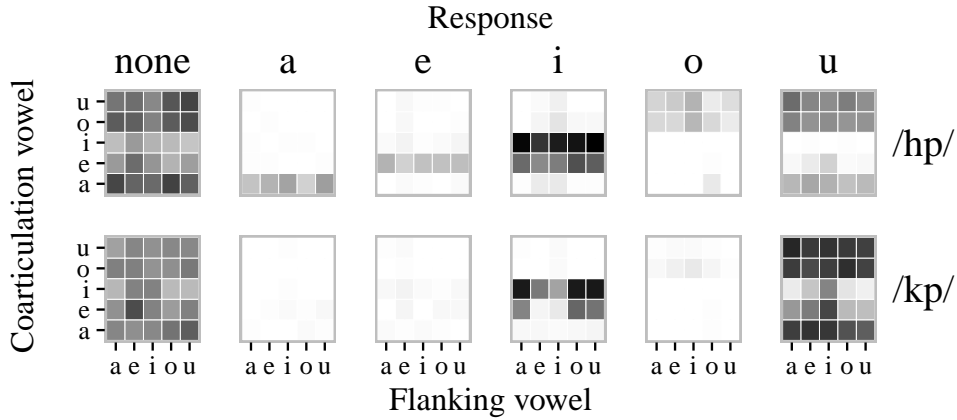 Response
none a e i o u
Coarticulation vowel
u
o
i
e
a
/hp/
u
o
i
e
a
/kp/
a e i o u a e i o u a e i o u a e i o u a e i o u a e i o u
Flanking vowel